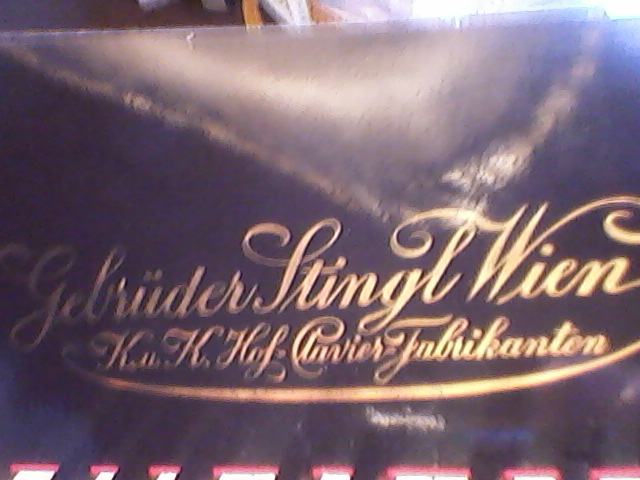 Gebrüder Stingl Wien
K.u.K. Hof-Clavier-Fabrikanten